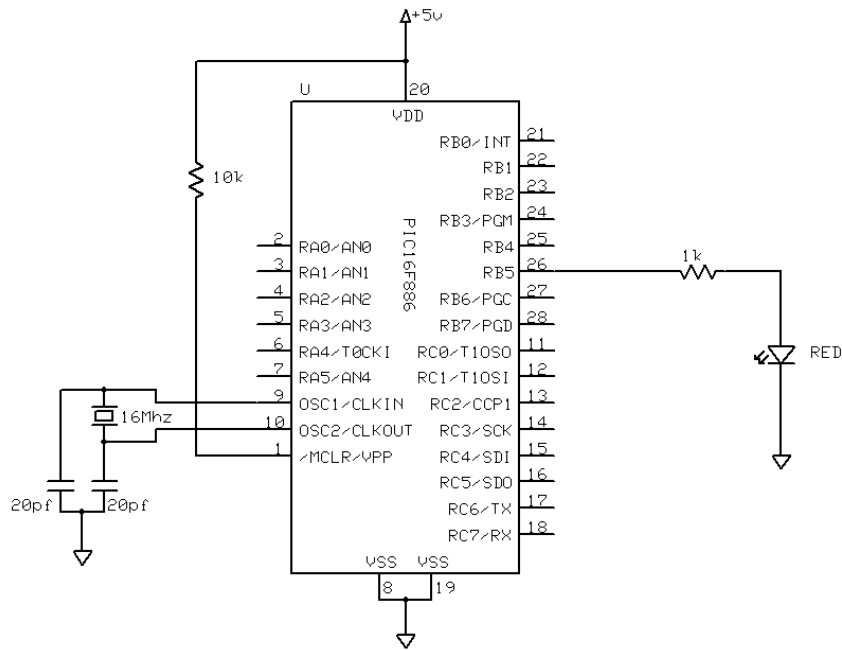 +5v
U
20
VDD
RB0/INT 21
RB1 22
10k
RB2 23
RB3/PGM 24
PIC16F886
2 RA0/AN0
RB4 25
3 RA1/AN1
RB5 26
1k
4 RA2/AN2
RB6/PGC 27
5 RA3/AN3
RB7/PGD 28
6 RA4/T0CKI
RC0/T1OSO 11
RED
7 RA5/AN4
RC1/T1OSI 12
9 OSC1/CLKIN
RC2/CCP1 13
16Mhz
10 OSC2/CLKOUT
RC3/SCK 14
1 /MCLR/VPP
RC4/SDI 15
RC5/SDO 16
20pf
20pf
RC6/TX 17
RC7/RX 18
VSS VSS
8 19